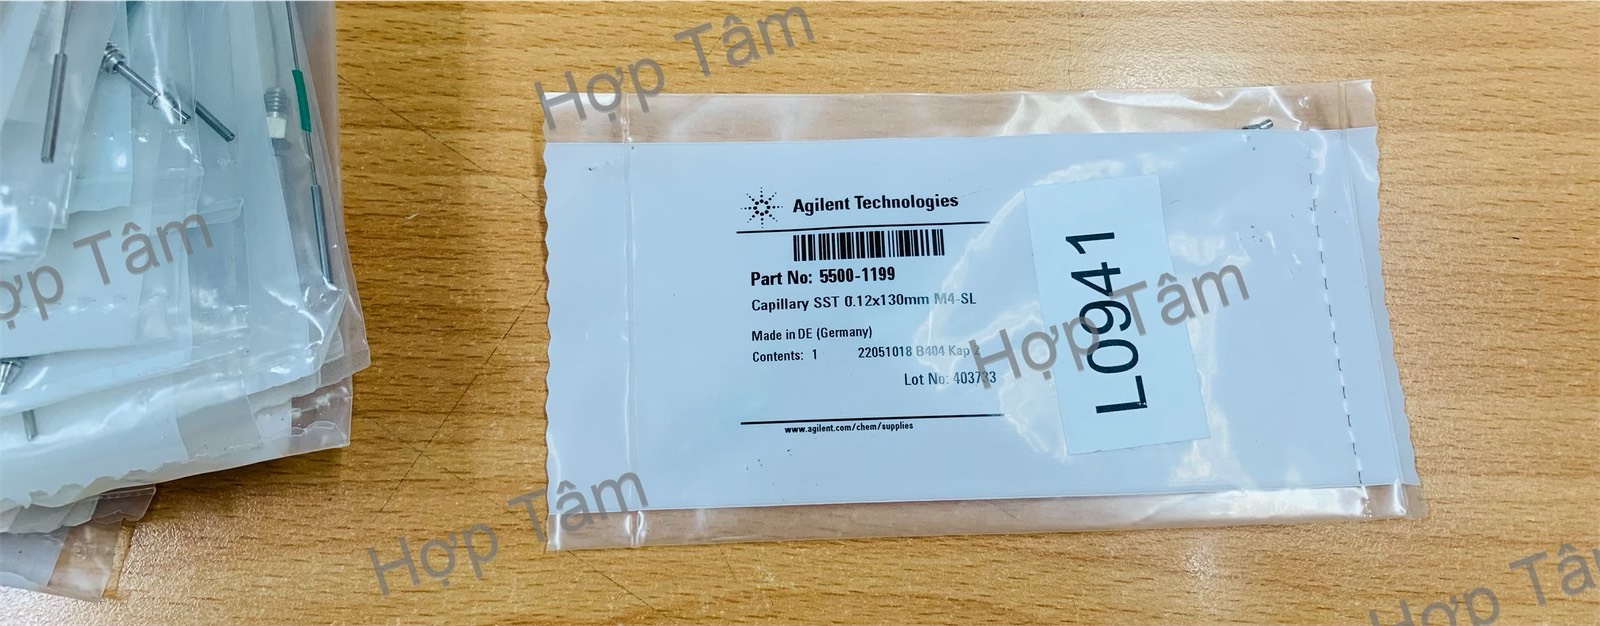 Hợp Tâm
Agilent Technologies
Part No: 5500-1199
Capillary SST 0.12x130mm M4-SL
Made in DE (Germany)
Contents: 1 22051018 B404 Kap 2
Lot No: 403733
www.agilent.com/chem/supplies
L0941
Hợp Tâm
Hợp Tâm
Hợp Tâm
Hợp Tâm